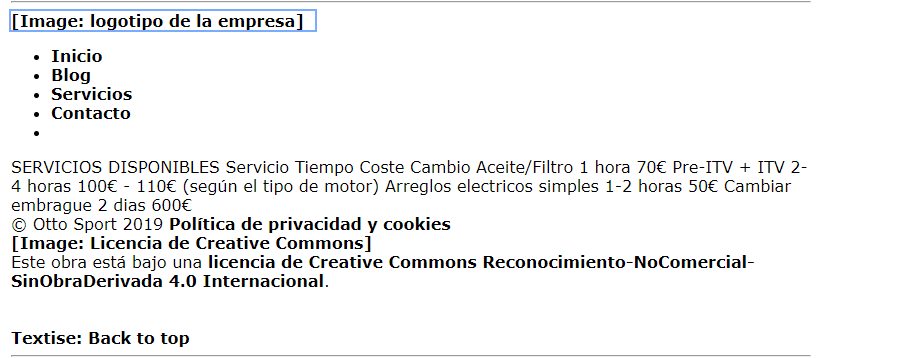 [Image: logotipo de la empresa]
Inicio
Blog
Servicios
Contacto
SERVICIOS DISPONIBLES Servicio Tiempo Coste Cambio Aceite/Filtro 1 hora 70€ Pre-ITV + ITV 2-
4 horas 100€ - 110€ (según el tipo de motor) Arreglos electricos simples 1-2 horas 50€ Cambiar
embrague 2 dias 600€
© Otto Sport 2019 Política de privacidad y cookies
[Image: Licencia de Creative Commons]
Este obra está bajo una licencia de Creative Commons Reconocimiento-NoComercial-
SinObraDerivada 4.0 Internacional.
Textise: Back to top